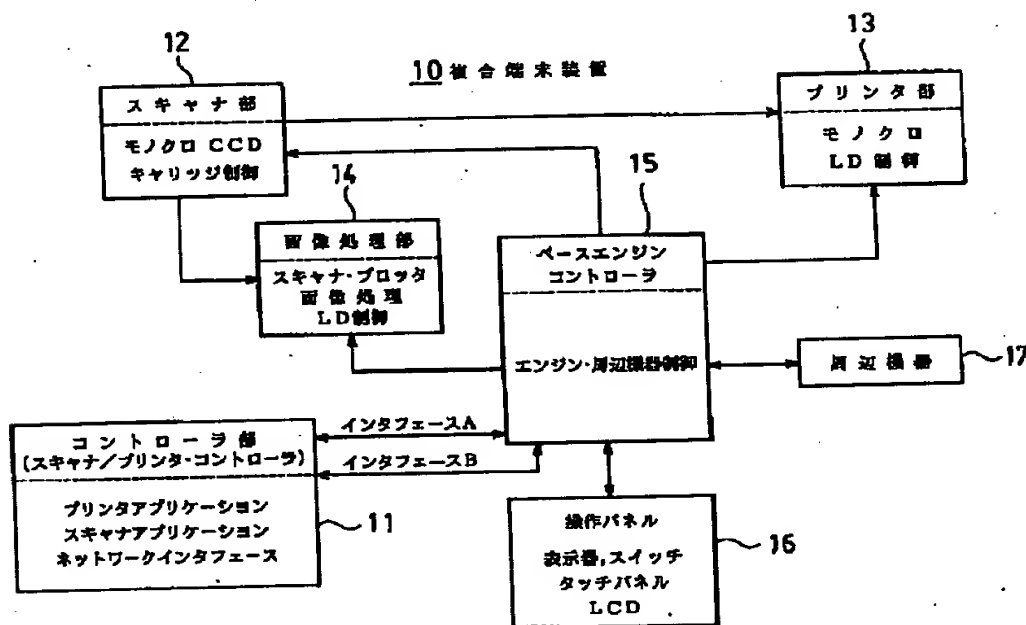 12
13
10 複合端末装置
スキャナ部
モノクロ CCD
キャリッジ制御
プリンタ部
モノクロ
LD制御
14
15
画像処理部
スキャナ・プロッタ
画像処理
LD制御
ベースエンジン
コントローラ
エンジン・周辺機器制御
周辺機器
17
インタフェースA
インタフェースB
コントローラ部
(スキャナ/プリンタ・コントローラ)
プリンタアプリケーション
スキャナアプリケーション
ネットワークインタフェース
11
操作パネル
表示器,スイッチ
タッチパネル
LCD
16